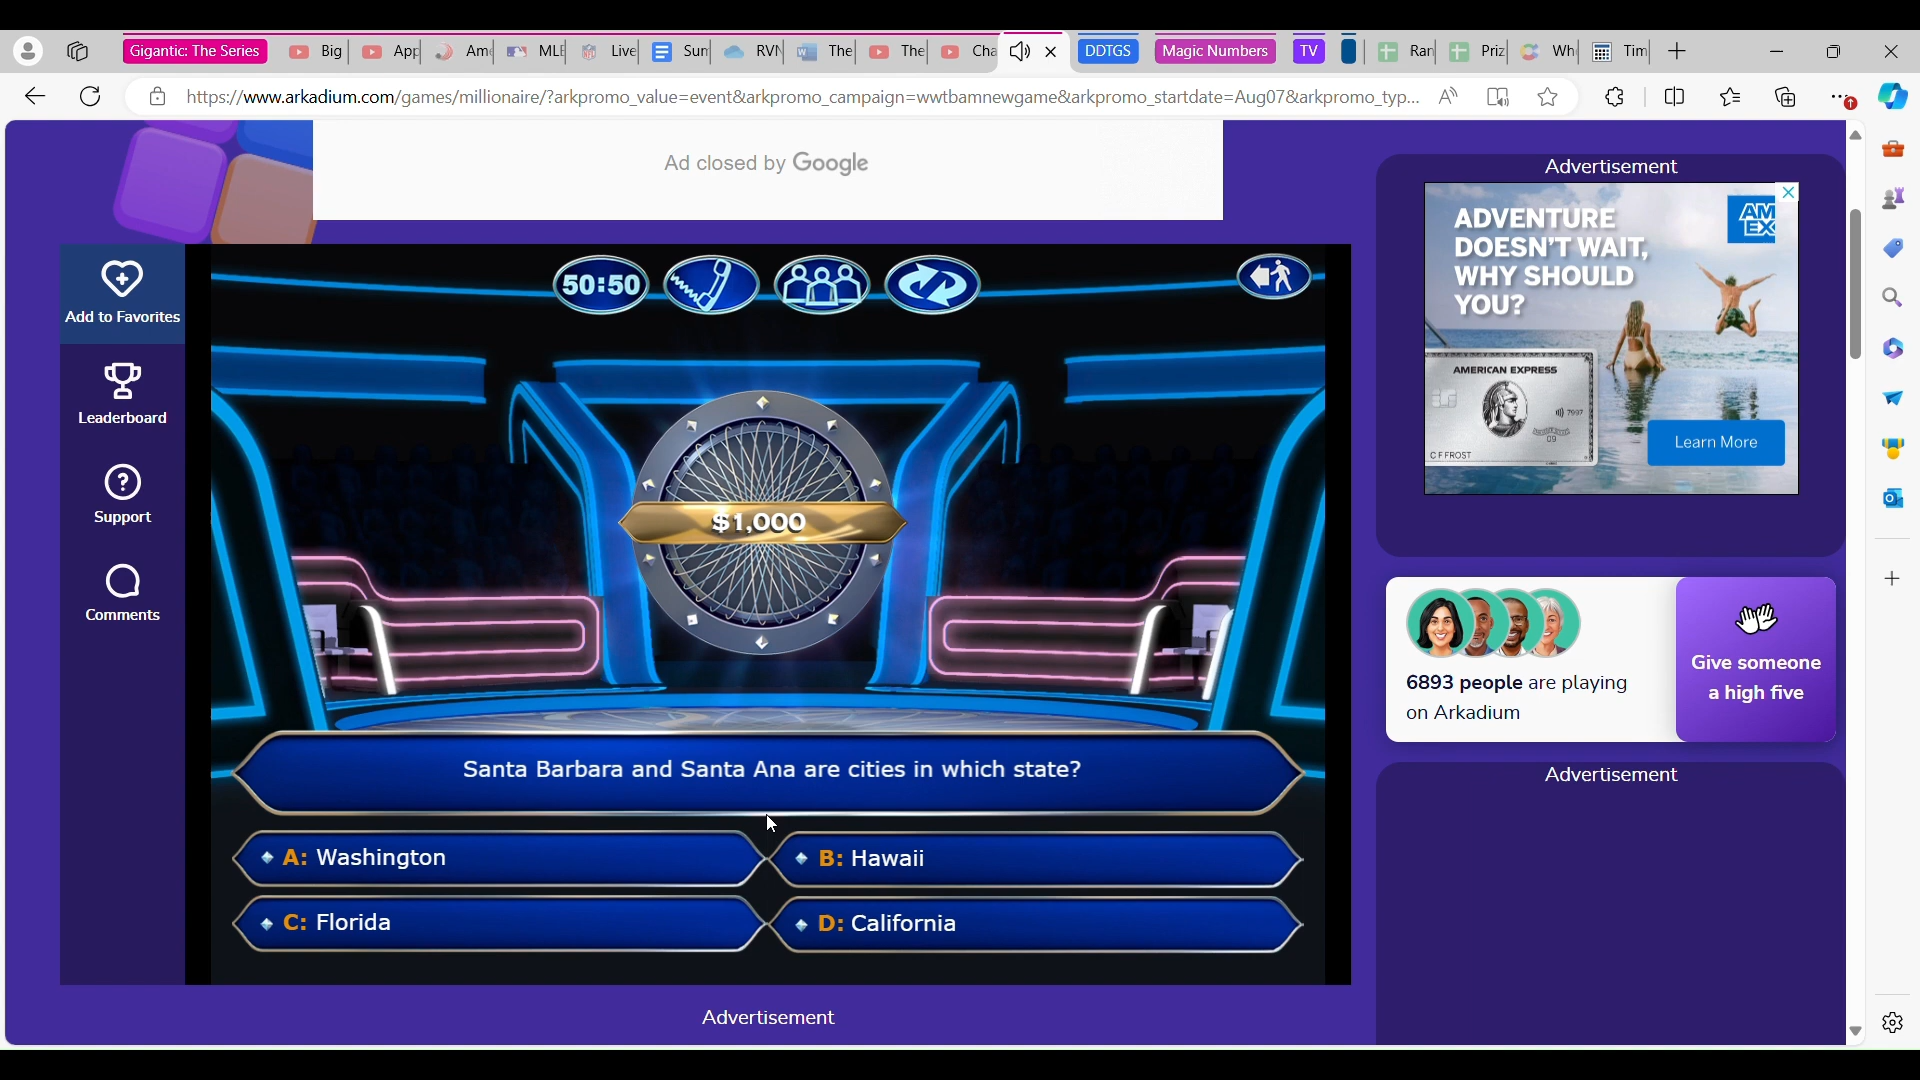 Gigantic: The Series
Big
App
Ame
MLB
Live
Sun
RVN
The
The
Cha
DDTGS
Magic Numbers
TV
Ran
Priz
Wh
Tim
https://www.arkadium.com/games/millionaire/?arkpromo_value=event&arkpromo_campaign=wwtbamnewgame&arkpromo_startdate=Aug07&arkpromo_typ...
Ad closed by Google
Add to Favorites
Leaderboard
Support
Comments
50:50
$1,000
Santa Barbara and Santa Ana are cities in which state?
A: Washington
B: Hawaii
C: Florida
D: California
Advertisement
Advertisement
ADVENTURE
DOESN'T WAIT,
WHY SHOULD
YOU?
AM
EX
AMERICAN EXPRESS
7997
09
C F FROST
Learn More
6893 people are playing
on Arkadium
Give someone
a high five
Advertisement